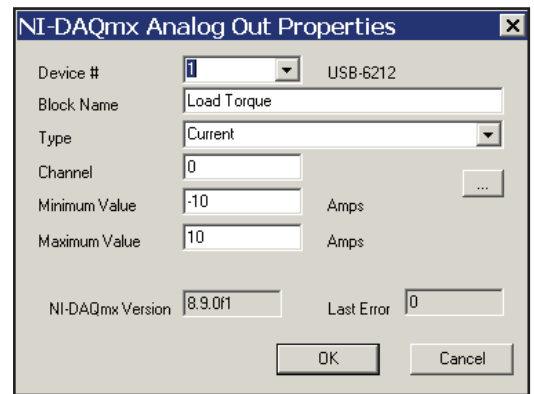 NI-DAQmx Analog Out Properties
Device # 1 USB-6212
Block Name Load Torque
Type Current
Channel 0
...
Minimum Value -10 Amps
Maximum Value 10 Amps
NI-DAQmx Version 8.9.0f1 Last Error 0
OK Cancel